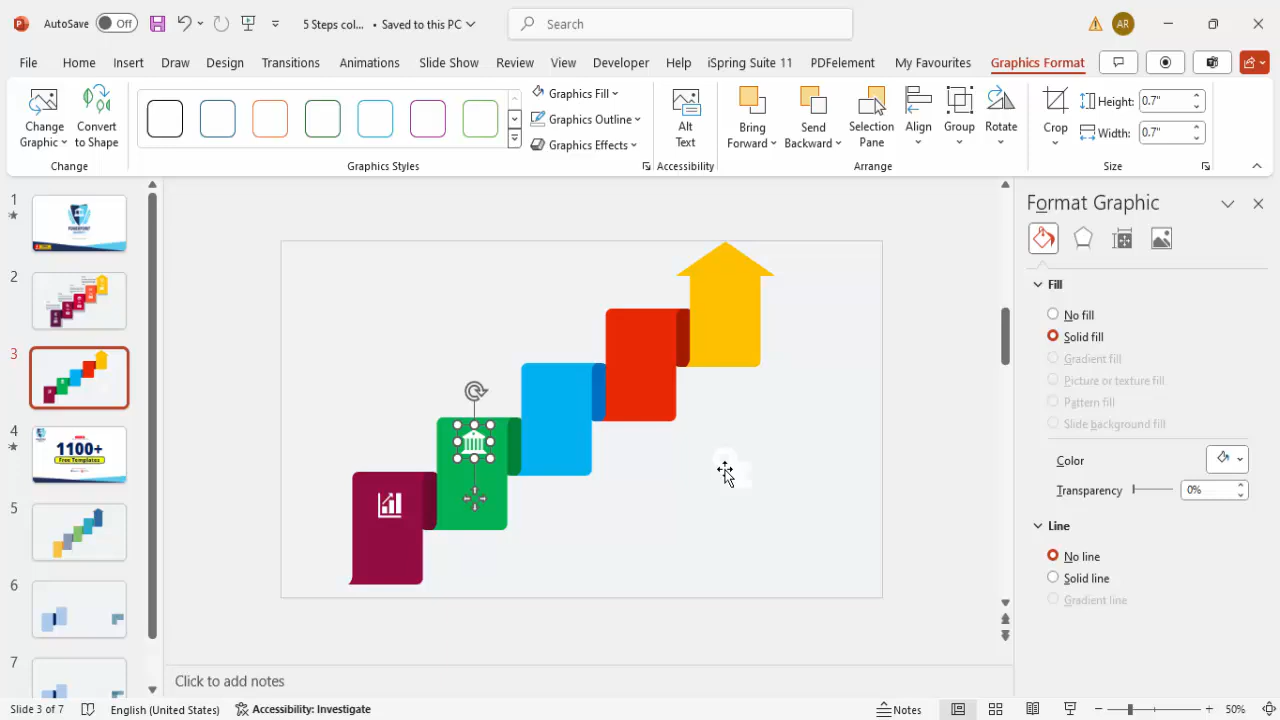 AutoSave Off 5 Steps col... • Saved to this PC Search AR
File Home Insert Draw Design Transitions Animations Slide Show Review View Developer Help iSpring Suite 11 PDFelement My Favourites Graphics Format
Change Graphic
Convert to Shape
Graphics Fill
Graphics Outline
Graphics Effects
Alt Text
Bring Forward
Send Backward
Selection Pane
Align
Group
Rotate
Crop
Height: 0.7"
Width: 0.7"
Change Graphics Styles Accessibility Arrange Size
1
POWERPOINT
2
3
4
1100+
Free Templates
5
6
7
Format Graphic
Fill
No fill
Solid fill
Gradient fill
Picture or texture fill
Pattern fill
Slide background fill
Color
Transparency 0%
Line
No line
Solid line
Gradient line
Click to add notes
Slide 3 of 7 English (United States) Accessibility: Investigate Notes 50%